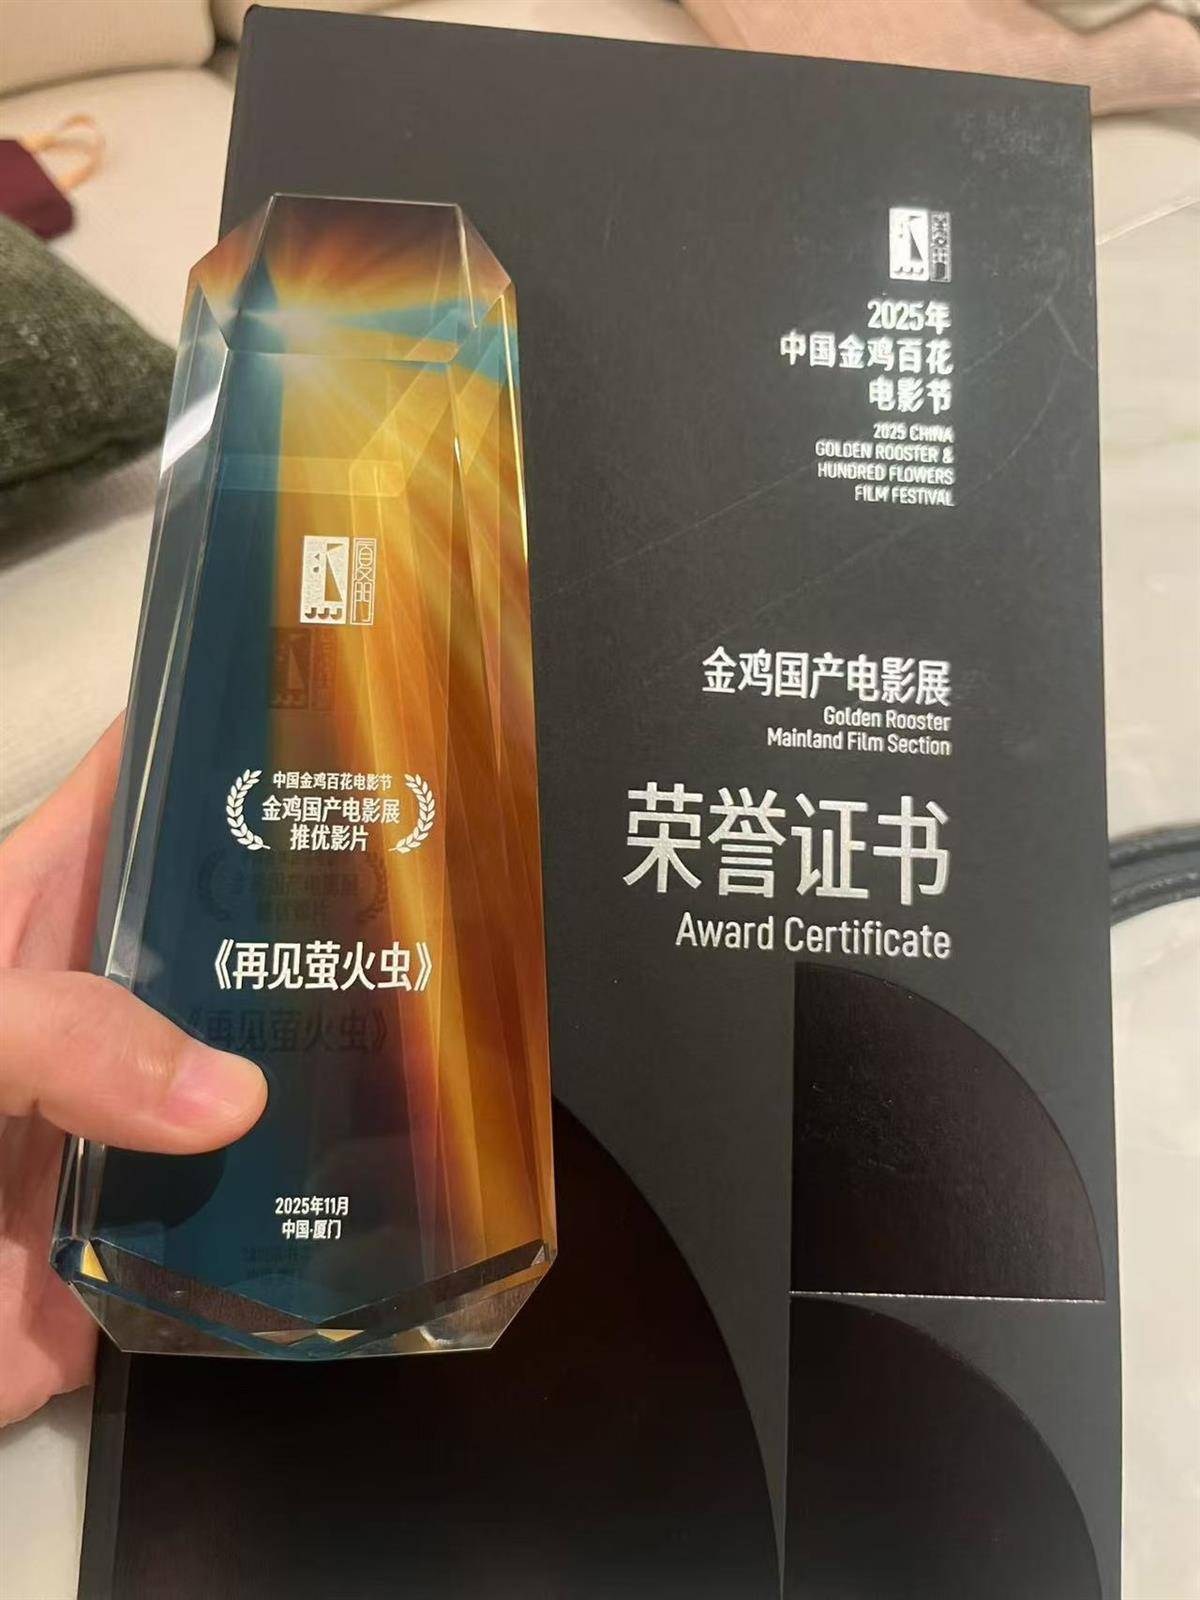 厦门
中国金鸡百花电影节
金鸡国产电影展
推优影片
《再见萤火虫》
2025年11月
中国·厦门
厦门
2025年
中国金鸡百花
电影节
2025 CHINA
GOLDEN ROOSTER &
HUNDRED FLOWERS
FILM FESTIVAL
金鸡国产电影展
Golden Rooster
Mainland Film Section
荣誉证书
Award Certificate